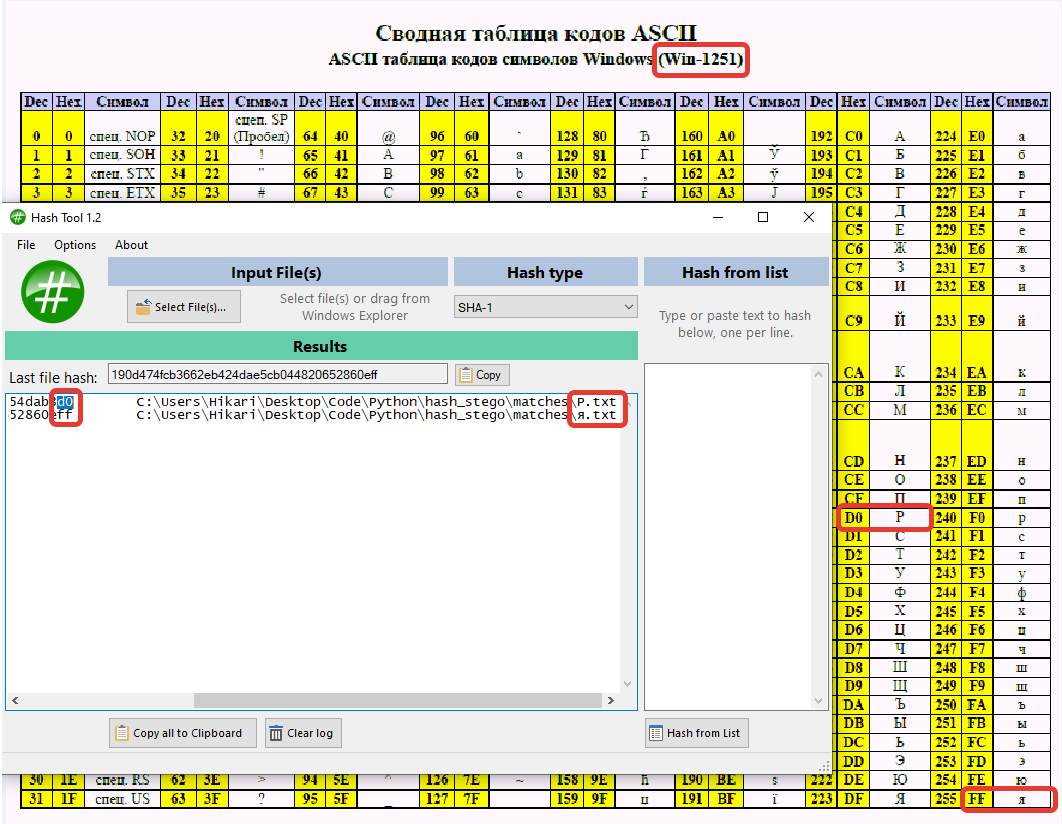 Сводная таблица кодов ASCII
ASCII таблица кодов символов Windows (Win-1251)
Dec Hex Символ Dec Hex Символ Dec Hex Символ Dec Hex Символ Dec Hex Символ Dec Hex Символ Dec Hex Символ Dec Hex Символ
0 0 спец. NOP 32 20 сцеп. SP (Пробел) 64 40 @ 96 60 ` 128 80 Ђ 160 A0 192 C0 А 224 E0 а
1 1 спец. SOH 33 21 ! 65 41 A 97 61 a 129 81 Ѓ 161 A1 Ў 193 C1 Б 225 E1 б
2 2 спец. STX 34 22 " 66 42 B 98 62 b 130 82 ‚ 162 A2 ў 194 C2 В 226 E2 в
3 3 спец. ETX 35 23 # 67 43 C 99 63 c 131 83 ѓ 163 A3 J 195 C3 Г 227 E3 г
Hash Tool 1.2
File Options About
Input File(s) Hash type Hash from list
Select File(s)... Select file(s) or drag from
Windows Explorer
SHA-1
Type or paste text to hash
below, one per line.
Results
Last file hash: 190d474fcb3662eb424dae5cb044820652860eff Copy
54dab3d0 C:\Users\Hikari\Desktop\Code\Python\hash_stego\matches\Р.txt
52860eff C:\Users\Hikari\Desktop\Code\Python\hash_stego\matches\я.txt
Copy all to Clipboard Clear log Hash from List
C4 Д 228 E4 д
C5 Е 229 E5 е
C6 Ж 230 E6 ж
C7 З 231 E7 з
C8 И 232 E8 и
C9 Й 233 E9 й
CA К 234 EA к
CB Л 235 EB л
CC М 236 EC м
CD Н 237 ED н
CE О 238 EE о
CF П 239 EF п
D0 Р 240 F0 р
D1 С 241 F1 с
D2 Т 242 F2 т
D3 У 243 F3 у
D4 Ф 244 F4 ф
D5 Х 245 F5 х
D6 Ц 246 F6 ц
D7 Ч 247 F7 ч
D8 Ш 248 F8 ш
D9 Щ 249 F9 щ
DA Ъ 250 FA ъ
DB Ы 251 FB ы
DC Ь 252 FC ь
DD Э 253 FD э
30 1E спец. RS 62 3E > 94 5E ^ 126 7E ~ 158 9E ћ 190 BE ѕ 222 DE Ю 254 FE ю
31 1F спец. US 63 3F ? 95 5F _ 127 7F 159 9F џ 191 BF ї 223 DF Я 255 FF я